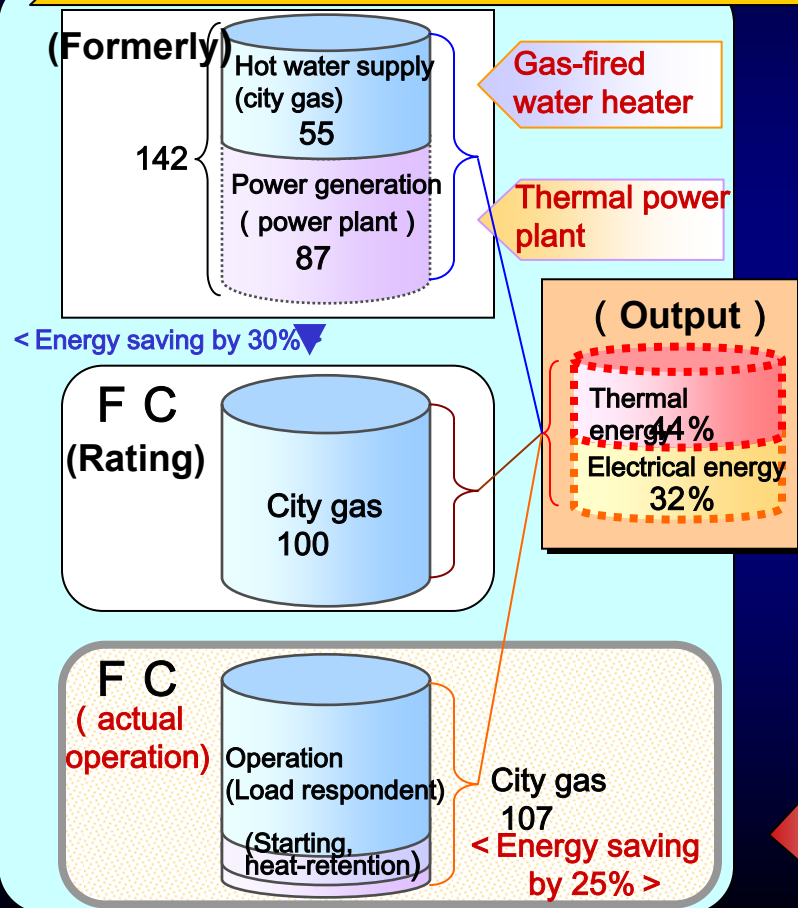 (Formerly)
Hot water supply
(city gas)
55
142
Power generation
( power plant )
87
Gas-fired
water heater
Thermal power
plant
< Energy saving by 30% >
( Output )
Thermal
energy
44%
Electrical energy
32%
F C
(Rating)
City gas
100
F C
( actual
operation)
Operation
(Load respondent)
(Starting,
heat-retention)
City gas
107
< Energy saving
by 25% >